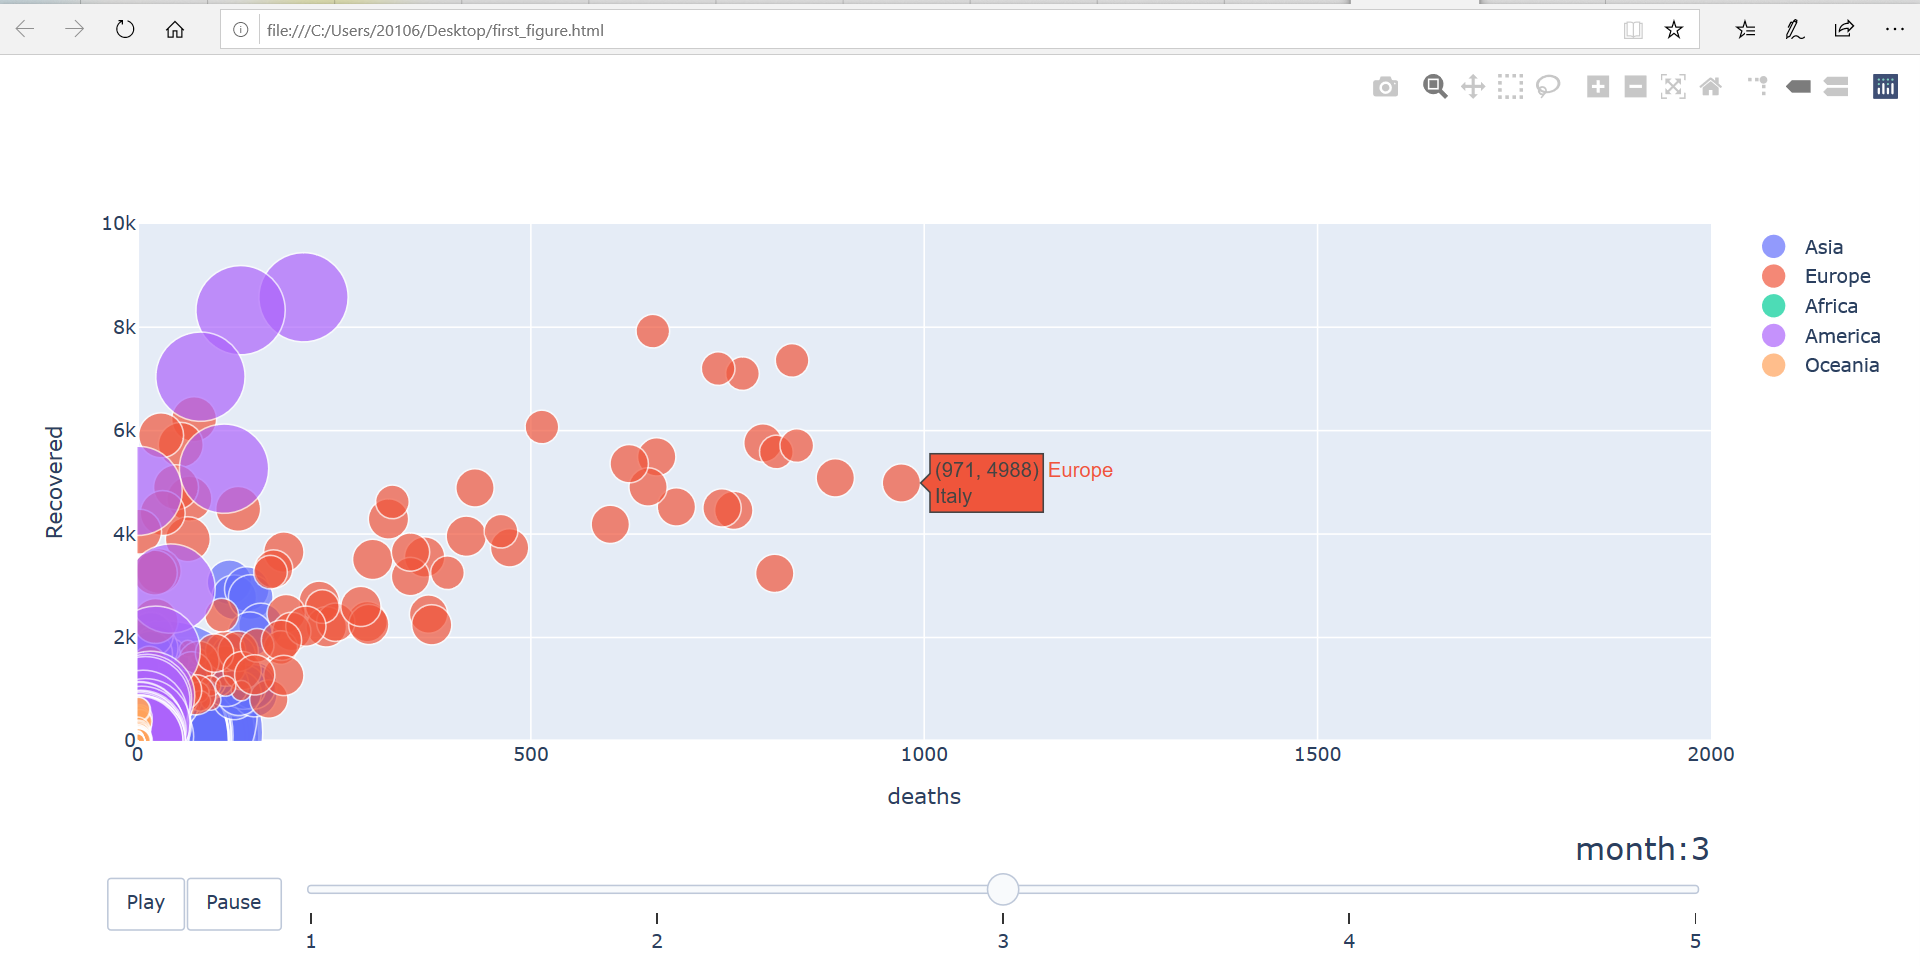 file:///C:/Users/20106/Desktop/first_figure.html
10k
8k
6k
4k
2k
0
Recovered
0
500
1000
1500
2000
deaths
(971, 4988) Europe
Italy
Asia
Europe
Africa
America
Oceania
month:3
Play
Pause
1
2
3
4
5